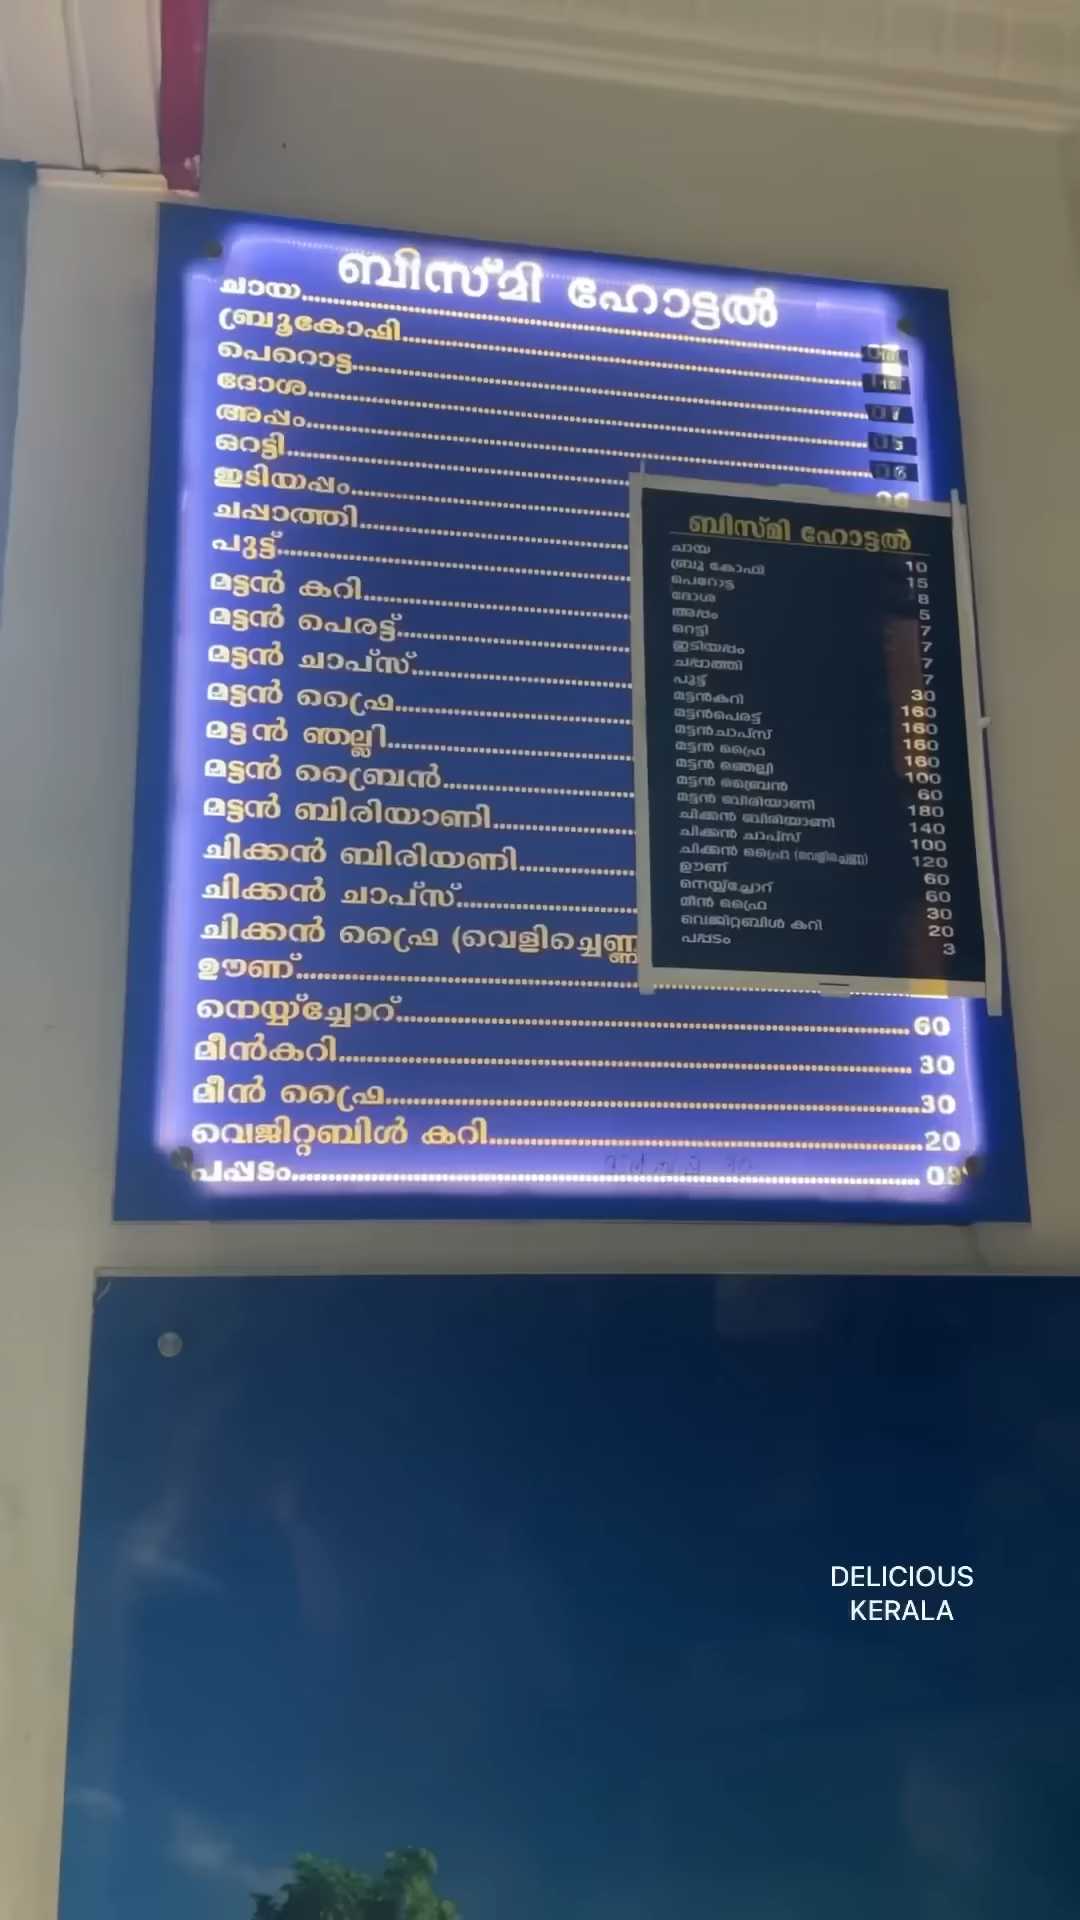 ബിസ്മി ഹോട്ടൽ
ചായ
ബ്രൂകോഫി
പെറൊട്ട
ദോശ
അപ്പം
ഒറട്ടി
ഇടിയപ്പം
ചപ്പാത്തി
പുട്ട്
മട്ടൻ കറി
മട്ടൻ പെരട്ട്
മട്ടൻ ചാപ്സ്
മട്ടൻ ഫ്രൈ
മട്ടൻ ഞല്ലി
മട്ടൻ ബ്രൈൻ
മട്ടൻ ബിരിയാണി
ചിക്കൻ ബിരിയണി
ചിക്കൻ ചാപ്സ്
ചിക്കൻ ഫ്രൈ (വെളിച്ചെണ്ണ
ഊണ്
നെയ്യ്ച്ചോറ് 60
മീൻകറി 30
മീൻ ഫ്രൈ 30
വെജിറ്റബിൾ കറി 20
പപ്പടം
ബിസ്മി ഹോട്ടൽ
ചായ 10
ബ്രൂ കോഫി 15
പെറോട്ട 8
ദോശ 5
അപ്പം 7
റെട്ടി 7
ഇടിയപ്പം 7
ചപ്പാത്തി 7
പൂട്ട് 30
മട്ടൻകറി 160
മട്ടൻപെരട്ട് 160
മട്ടൻചാപ്സ് 160
മട്ടൻ ഫ്രൈ 160
മട്ടൻ ഞെല്ലി 100
മട്ടൻ ബ്രൈൻ 60
മട്ടൻ ബിരിയാണി 180
ചിക്കൻ ബിരിയാണി 140
ചിക്കൻ ചാപ്സ് 100
ചിക്കൻ ഫ്രൈ (വെളിച്ചെണ്ണ) 120
ഊണ് 60
നെയ്യ്ച്ചോറ് 60
മീൻ ഫ്രൈ 30
വെജിറ്റബിൾ കറി 20
പപ്പടം 3
DELICIOUS
KERALA